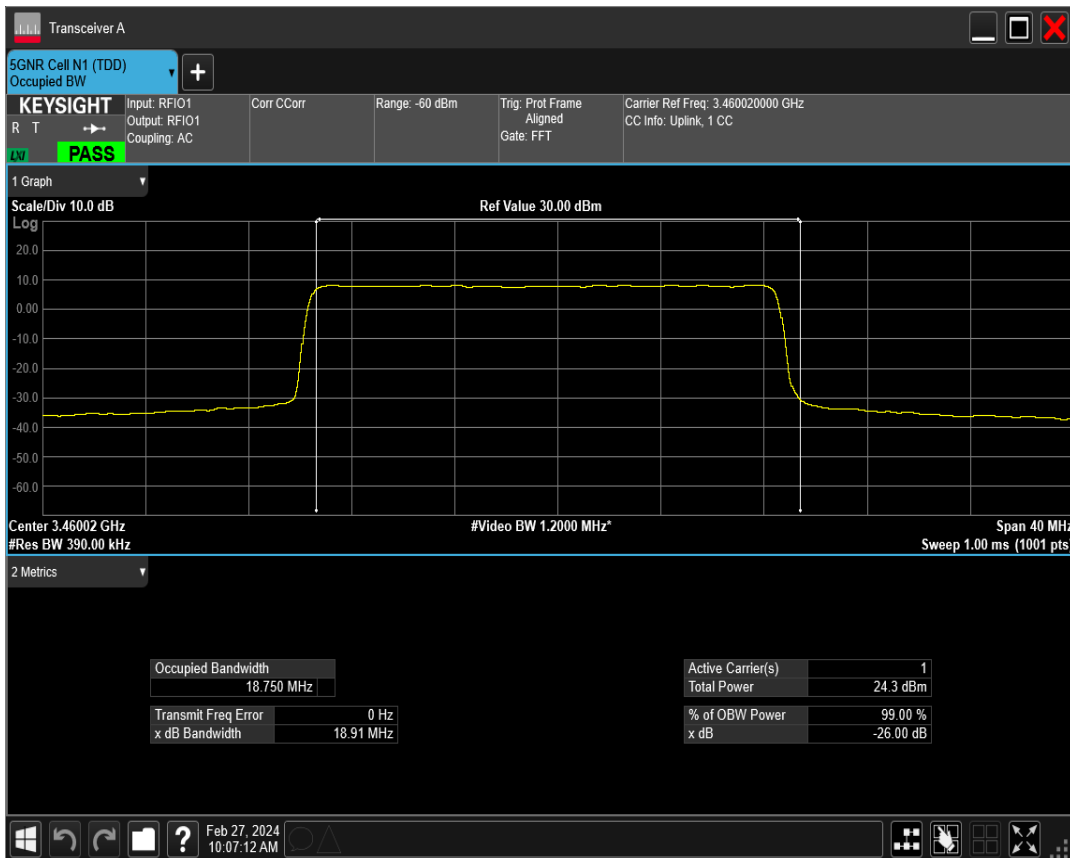 Transceiver A
5GNR Cell N1 (TDD)
Occupied BW
+
KEYSIGHT
R T
LXI
PASS
Input: RFIO1
Output: RFIO1
Coupling: AC
Corr CCorr
Range: -60 dBm
Trig: Prot Frame
Aligned
Gate: FFT
Carrier Ref Freq: 3.460020000 GHz
CC Info: Uplink, 1 CC
1 Graph
Scale/Div 10.0 dB
Ref Value 30.00 dBm
Log
20.0
10.0
0.00
-10.0
-20.0
-30.0
-40.0
-50.0
-60.0
Center 3.46002 GHz
#Video BW 1.2000 MHz*
Span 40 MHz
#Res BW 390.00 kHz
Sweep 1.00 ms (1001 pts)
2 Metrics
Occupied Bandwidth
18.750 MHz
Transmit Freq Error 0 Hz
x dB Bandwidth 18.91 MHz
Active Carrier(s) 1
Total Power 24.3 dBm
% of OBW Power 99.00 %
x dB -26.00 dB
?
Feb 27, 2024
10:07:12 AM